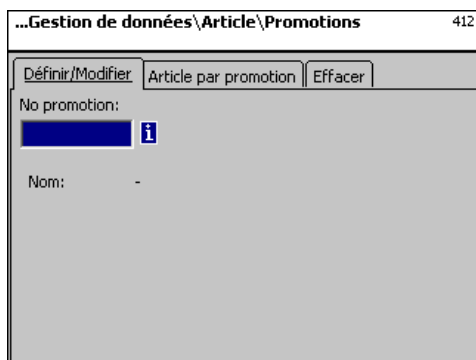 ...Gestion de données\Article\Promotions 412
Définir/Modifier Article par promotion Effacer
No promotion:
i
Nom: -